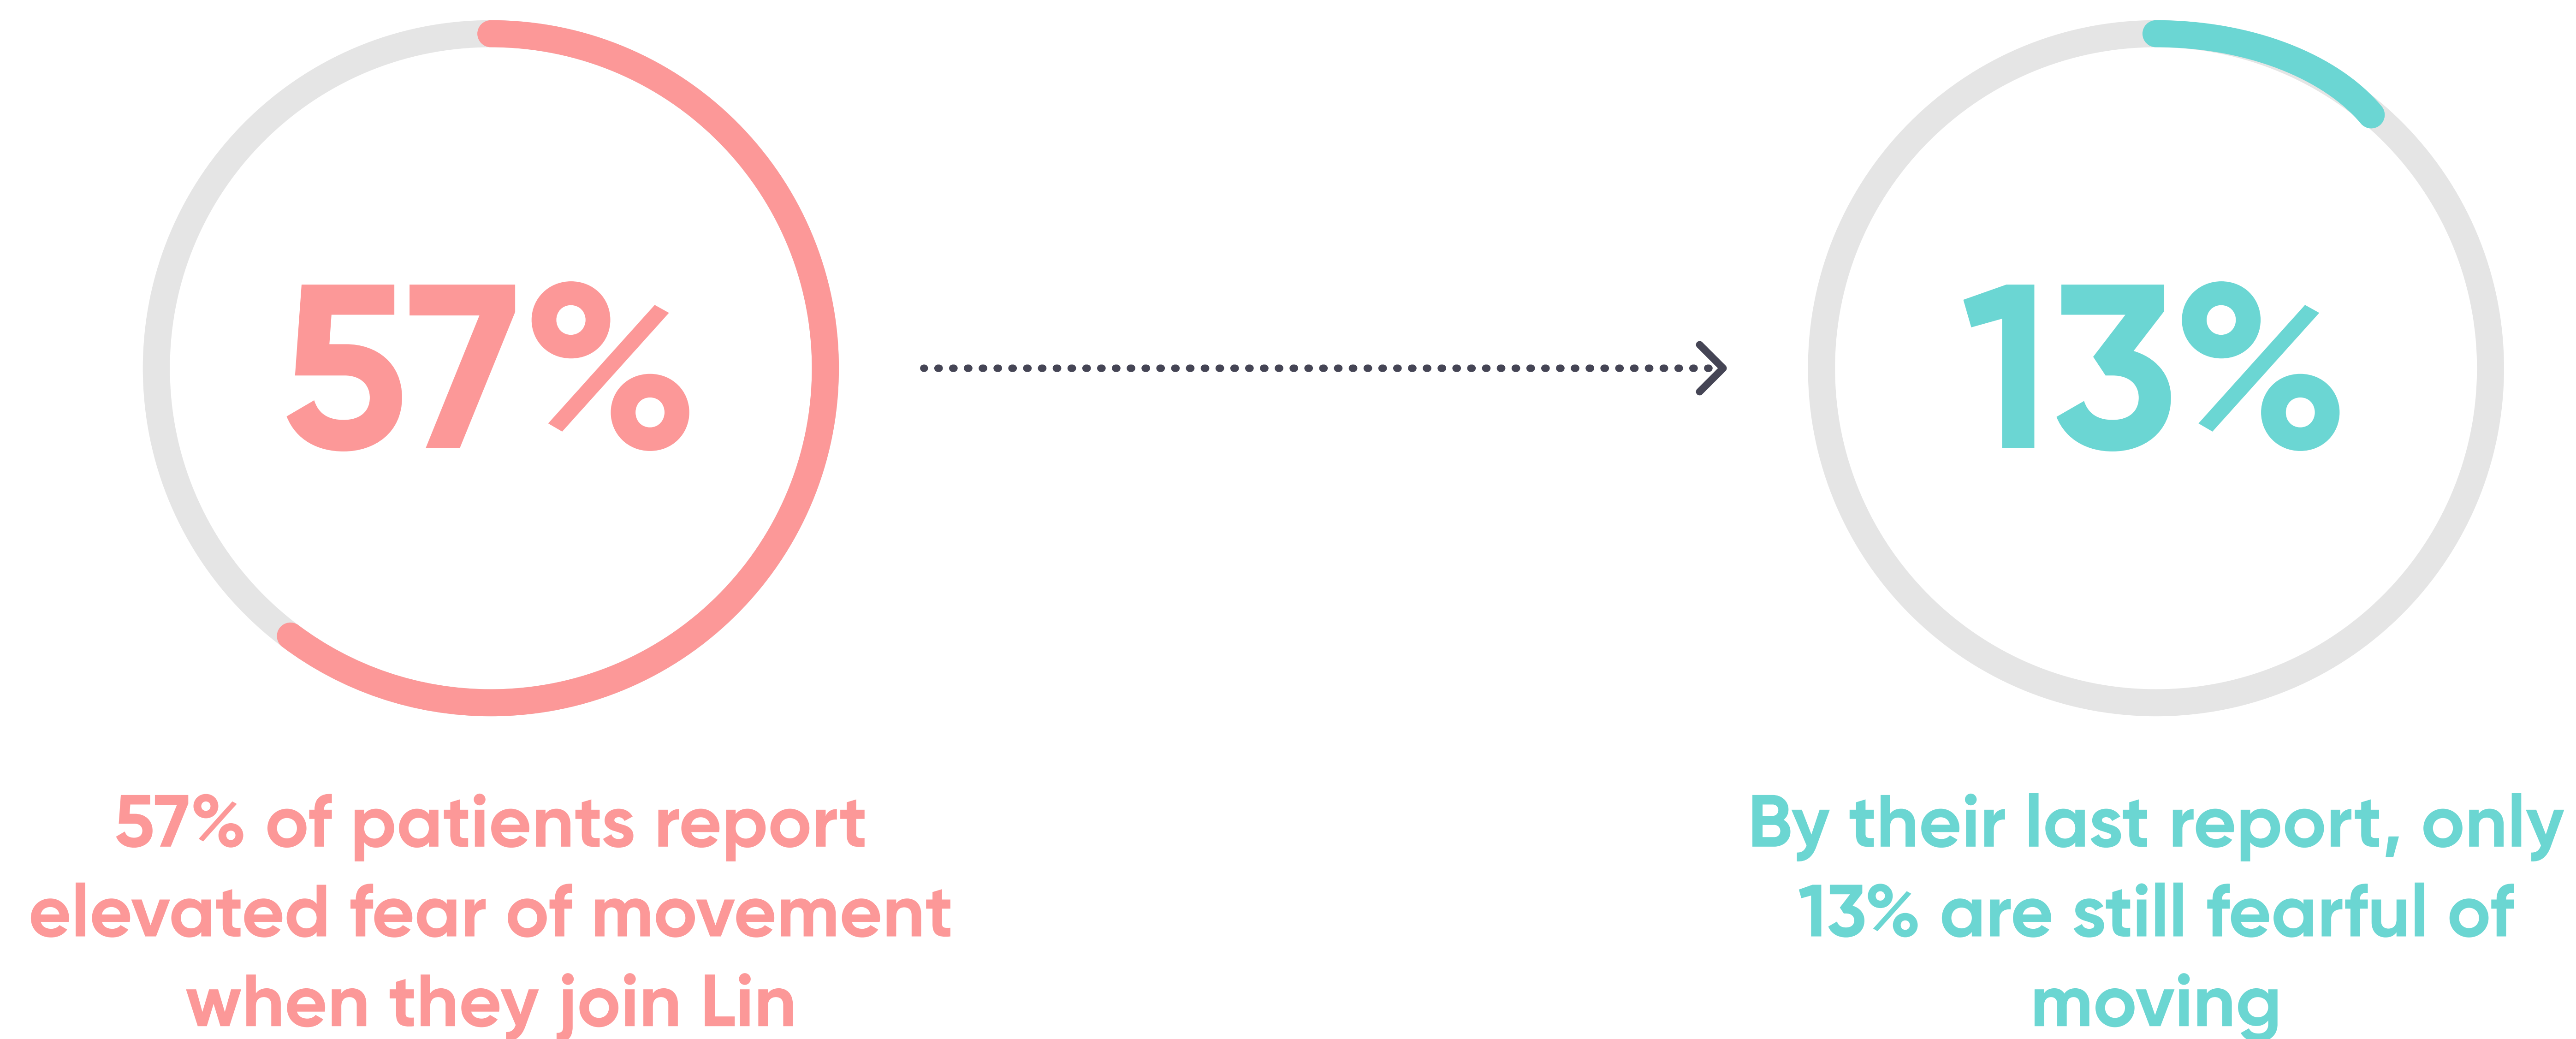 57%
13%
57% of patients report
elevated fear of movement
when they join Lin
By their last report, only
13% are still fearful of
moving